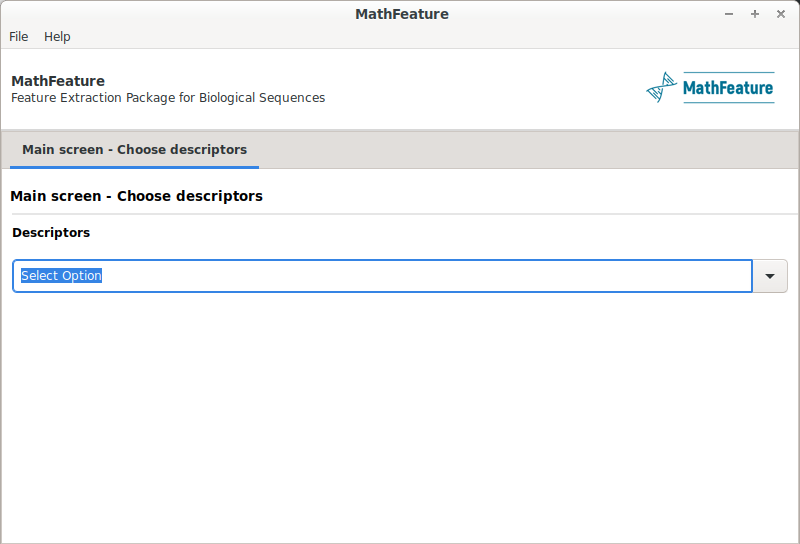 MathFeature
File Help
MathFeature
Feature Extraction Package for Biological Sequences
MathFeature
Main screen - Choose descriptors
Main screen - Choose descriptors
Descriptors
Select Option